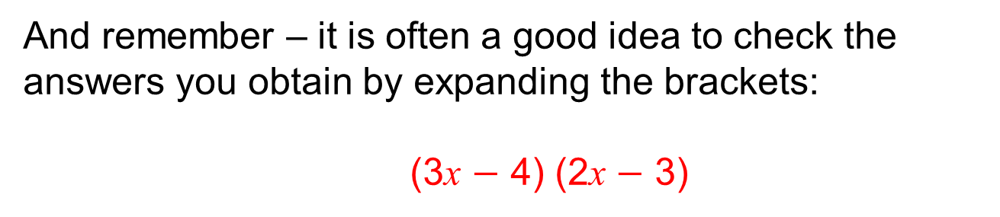 And remember – it is often a good idea to check the
answers you obtain by expanding the brackets:
(3x – 4) (2x – 3)